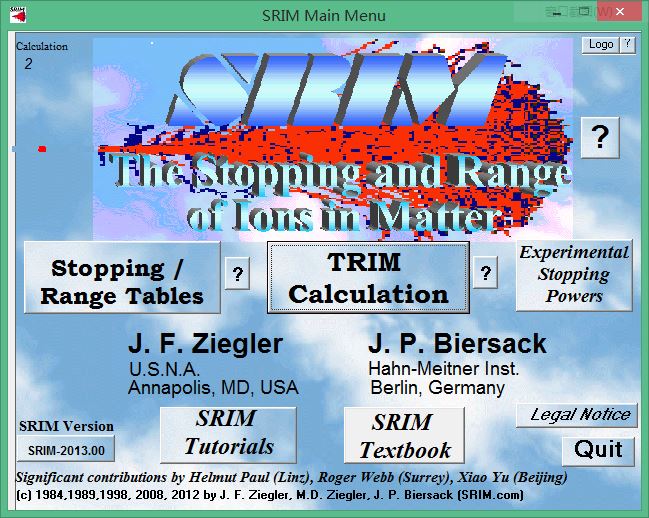 SRIM Main Menu
Calculation
2
Logo
?
SRIM
?
The Stopping and Range
of Ions in Matter
Stopping /
Range Tables
?
TRIM
Calculation
?
Experimental
Stopping
Powers
J. F. Ziegler
J. P. Biersack
U.S.N.A.
Hahn-Meitner Inst.
Annapolis, MD, USA
Berlin, Germany
SRIM Version
SRIM-2013.00
SRIM
Tutorials
SRIM
Textbook
Legal Notice
Quit
Significant contributions by Helmut Paul (Linz), Roger Webb (Surrey), Xiao Yu (Beijing)
(c) 1984,1989,1998, 2008, 2012 by J. F. Ziegler, M.D. Ziegler, J. P. Biersack (SRIM.com)